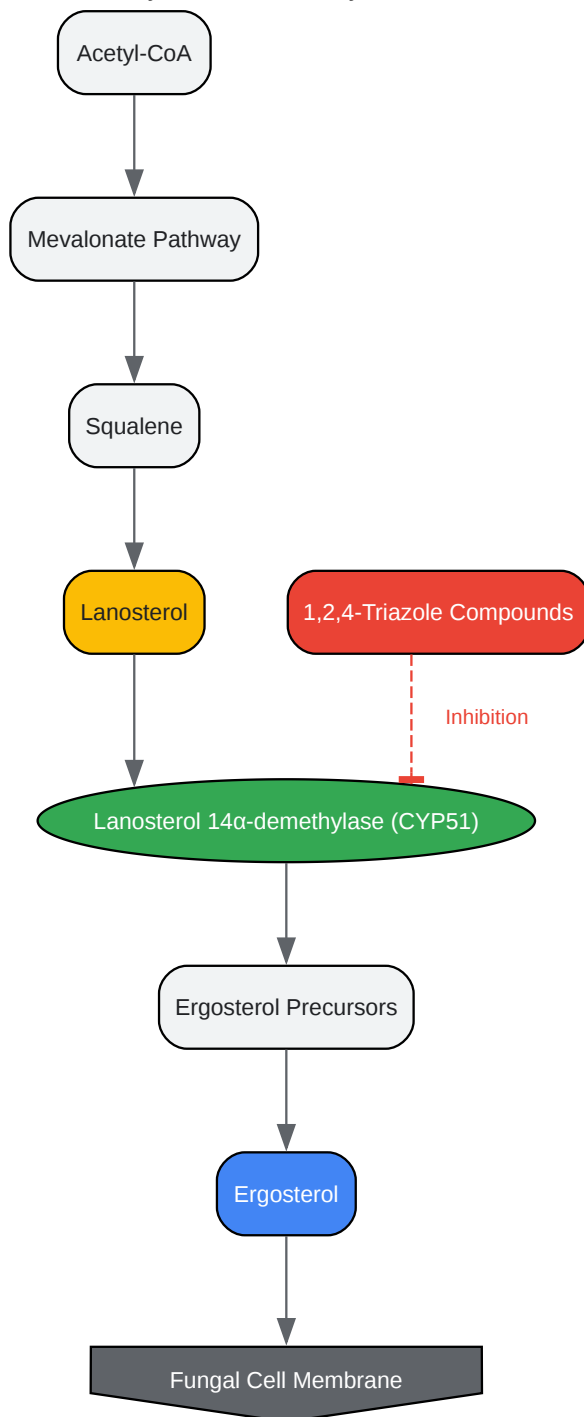 Acetyl-CoA
Mevalonate Pathway
Squalene
Lanosterol
1,2,4-Triazole Compounds
Inhibition
Lanosterol 14α-demethylase (CYP51)
Ergosterol Precursors
Ergosterol
Fungal Cell Membrane